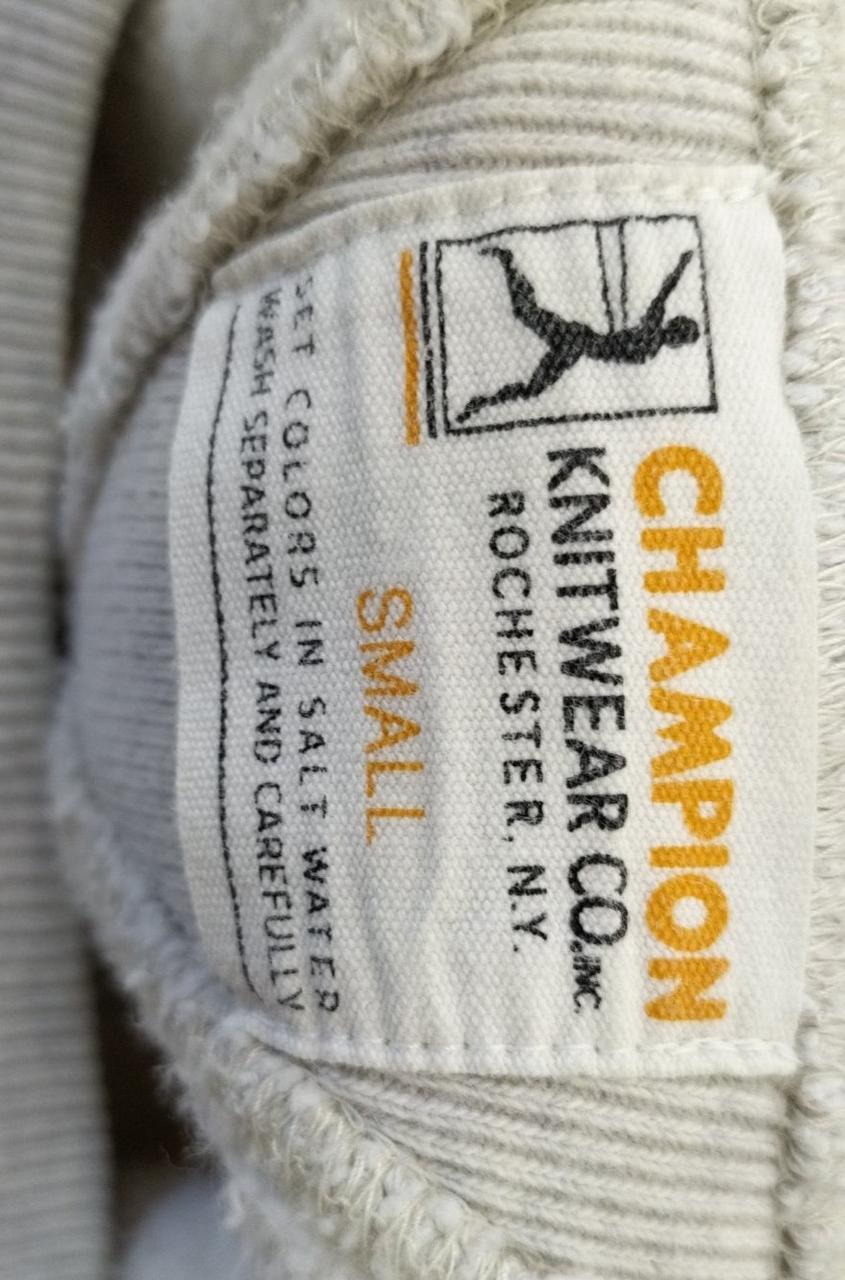 CHAMPION
KNITWEAR CO. INC.
ROCHESTER, N.Y.
SMALL
SET COLORS IN SALT WATER
WASH SEPARATELY AND CAREFULLY